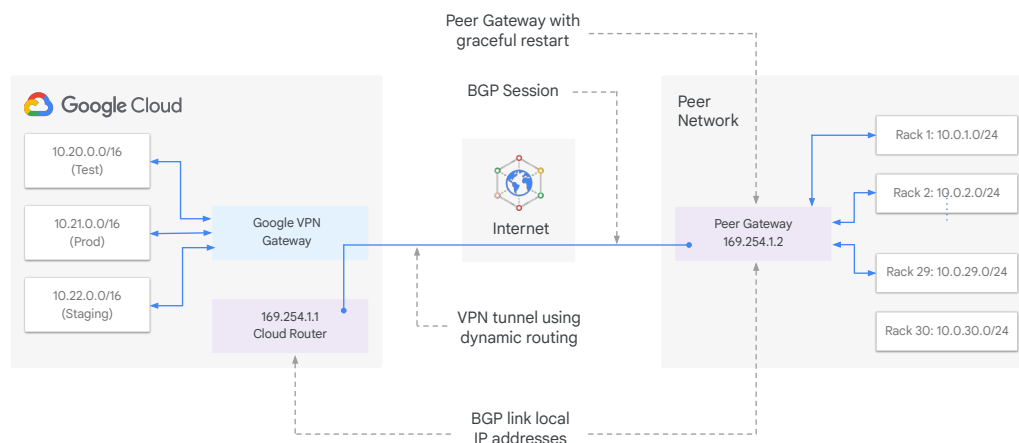 Peer Gateway with
graceful restart
BGP Session
Google Cloud
Peer
Network
10.20.0.0/16
(Test)
10.21.0.0/16
(Prod)
10.22.0.0/16
(Staging)
Google VPN
Gateway
169.254.1.1
Cloud Router
Internet
VPN tunnel using
dynamic routing
Peer Gateway
169.254.1.2
Rack 1: 10.0.1.0/24
Rack 2: 10.0.2.0/24
Rack 29: 10.0.29.0/24
Rack 30: 10.0.30.0/24
BGP link local
IP addresses